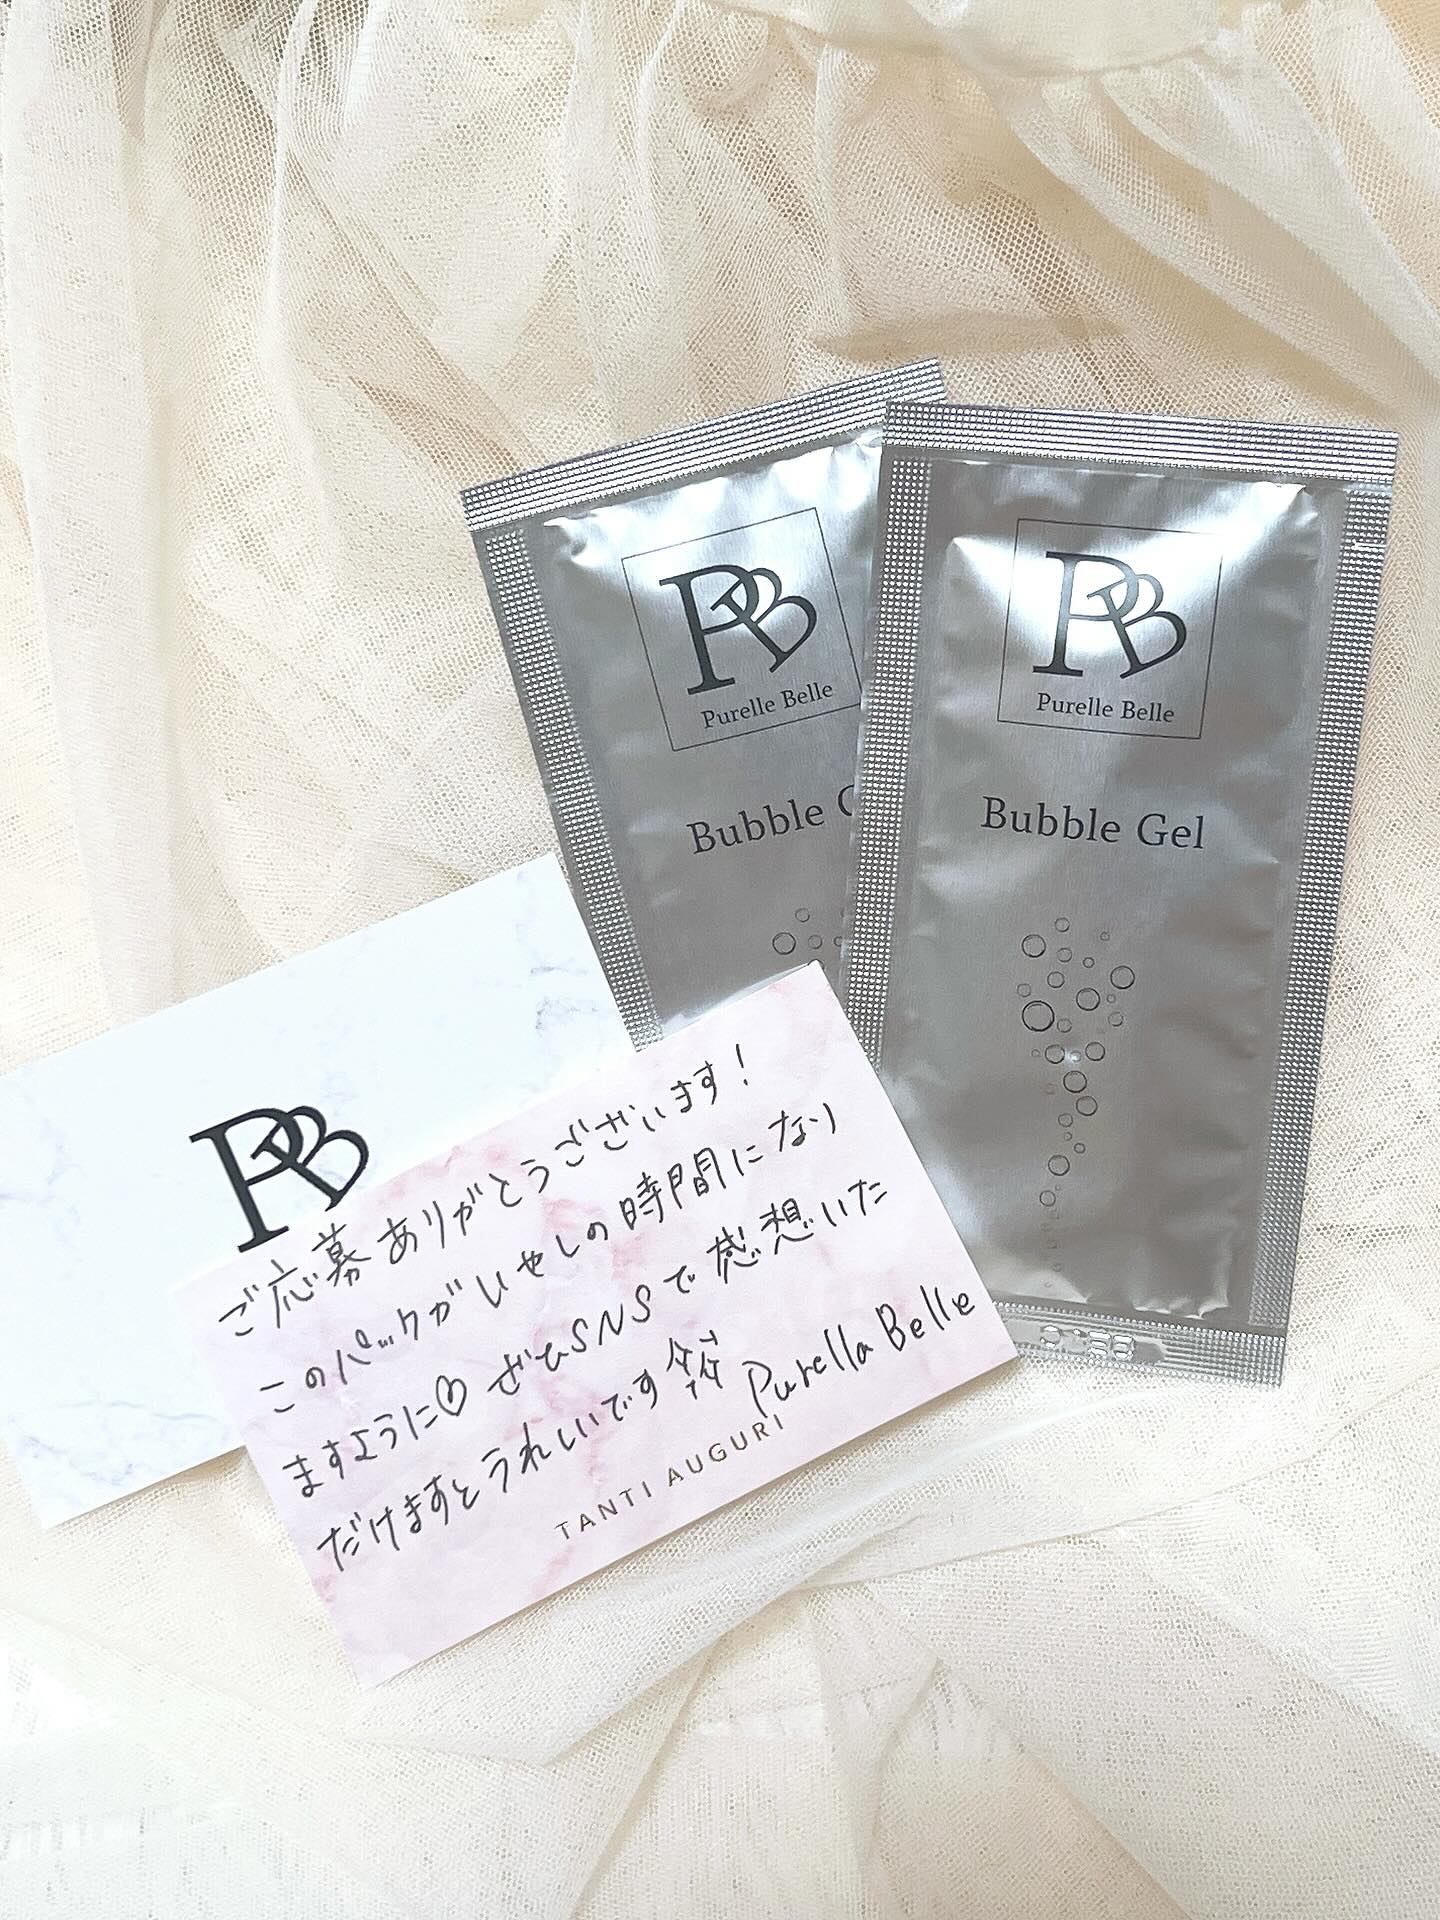 PB
Purelle Belle
Bubble G
PB
Purelle Belle
Bubble Gel
PB
ご応募ありがとうございます！
このパックがいやしの時間になり
ますように♡ ぜひSNSで感想いた
だけますとうれしいです
Purella Belle
TANTI AUGURI